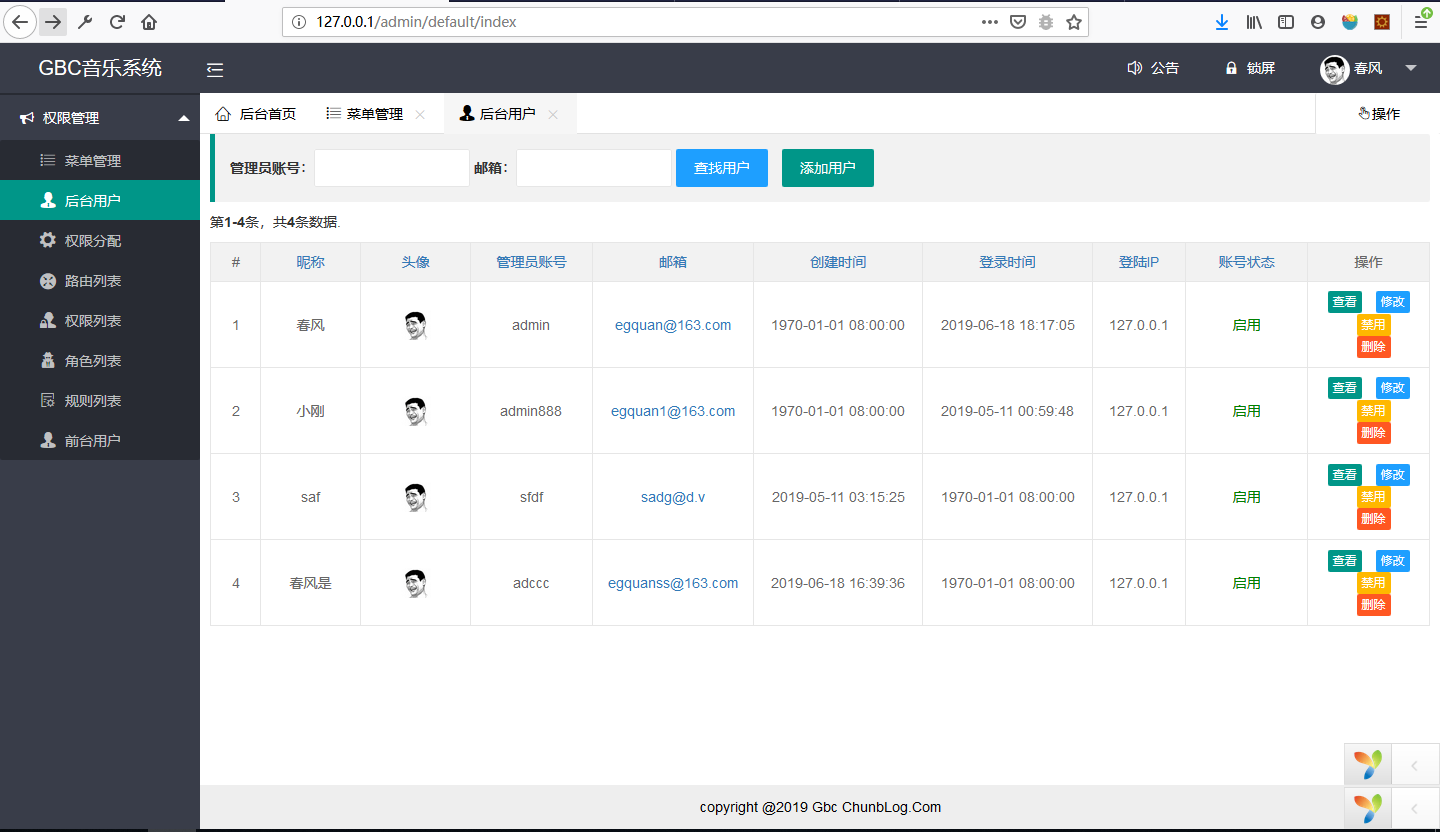 127.0.0.1/admin/default/index
GBC音乐系统
公告 锁屏 春风
权限管理
菜单管理
后台用户
权限分配
路由列表
权限列表
角色列表
规则列表
前台用户
后台首页 菜单管理 后台用户 操作
管理员账号： 邮箱： 查找用户 添加用户
第1-4条，共4条数据.
# 昵称 头像 管理员账号 邮箱 创建时间 登录时间 登陆IP 账号状态 操作
1 春风 admin egquan@163.com 1970-01-01 08:00:00 2019-06-18 18:17:05 127.0.0.1 启用 查看 修改
禁用
删除
2 小刚 admin888 egquan1@163.com 1970-01-01 08:00:00 2019-05-11 00:59:48 127.0.0.1 启用 查看 修改
禁用
删除
3 saf sfdf sadg@d.v 2019-05-11 03:15:25 1970-01-01 08:00:00 127.0.0.1 启用 查看 修改
禁用
删除
4 春风是 adccc egquanss@163.com 2019-06-18 16:39:36 1970-01-01 08:00:00 127.0.0.1 启用 查看 修改
禁用
删除
copyright @2019 Gbc ChunbLog.Com